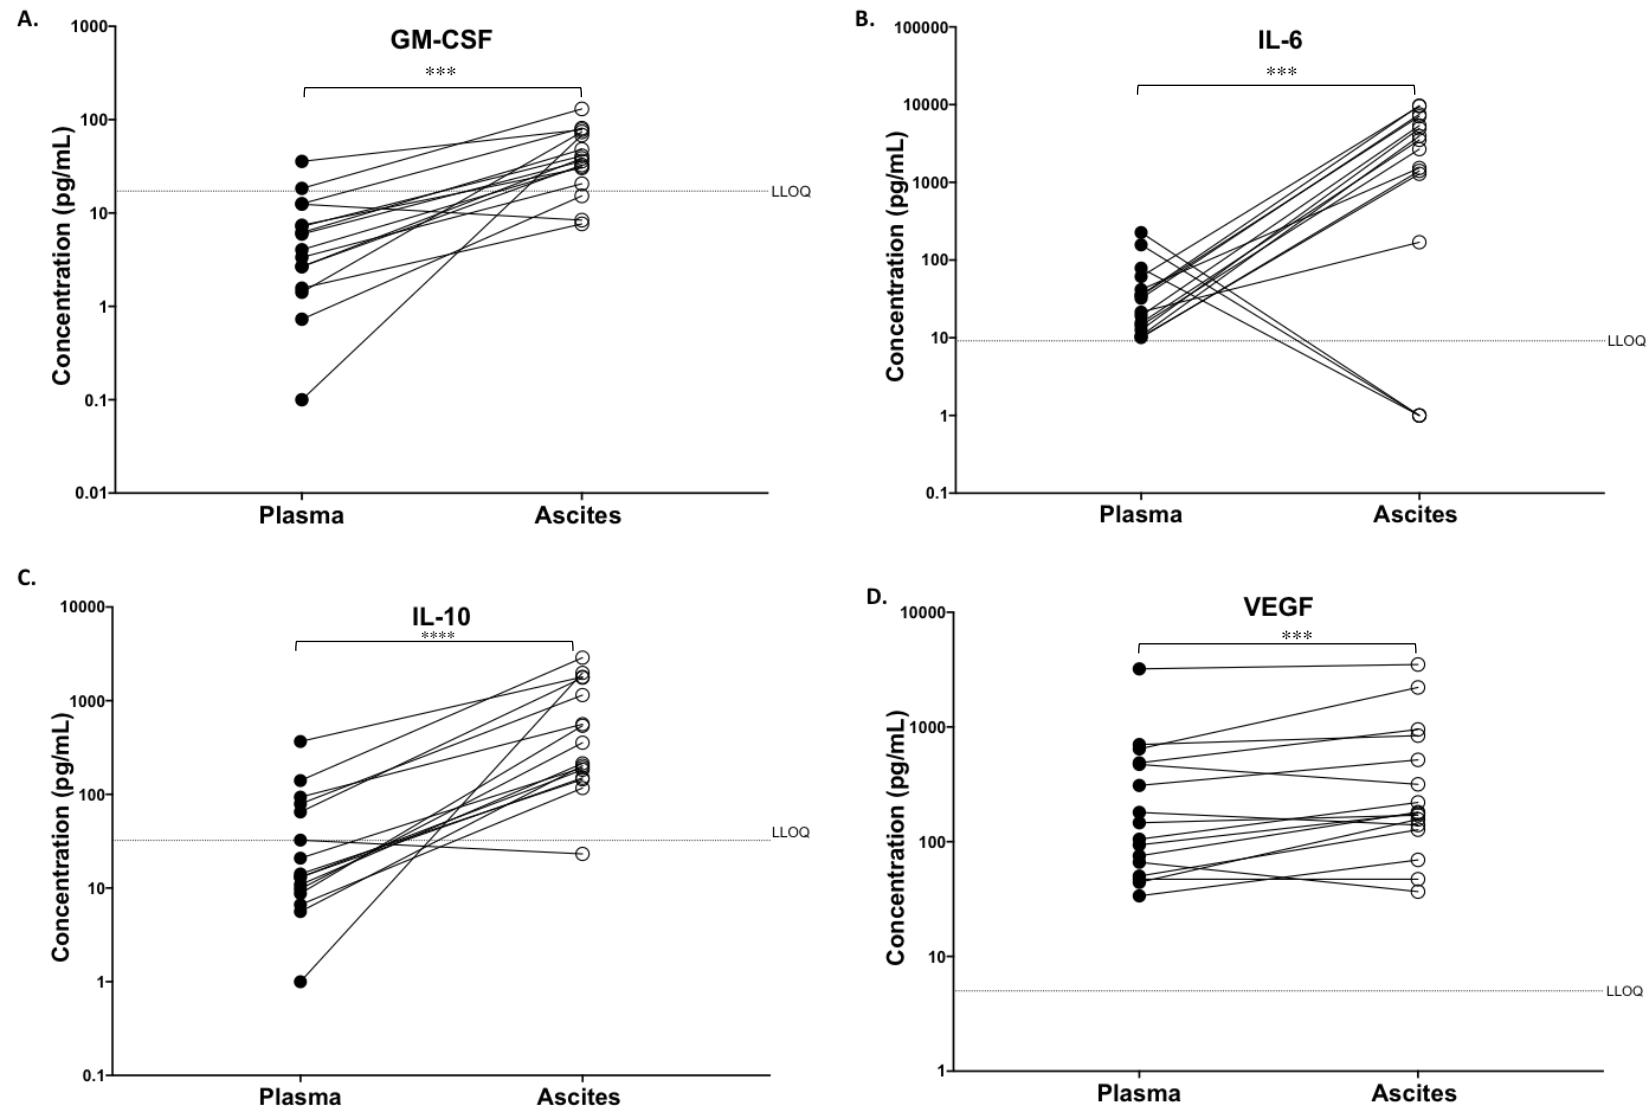 A.
GM-CSF
***
1000
100
10
1
0.1
0.01
Concentration (pg/mL)
LLOQ
Plasma
Ascites
B.
IL-6
***
100000
10000
1000
100
10
1
0.1
Concentration (pg/mL)
LLOQ
Plasma
Ascites
C.
IL-10
****
10000
1000
100
10
1
0.1
Concentration (pg/mL)
LLOQ
Plasma
Ascites
D.
VEGF
***
10000
1000
100
10
1
Concentration (pg/mL)
LLOQ
Plasma
Ascites